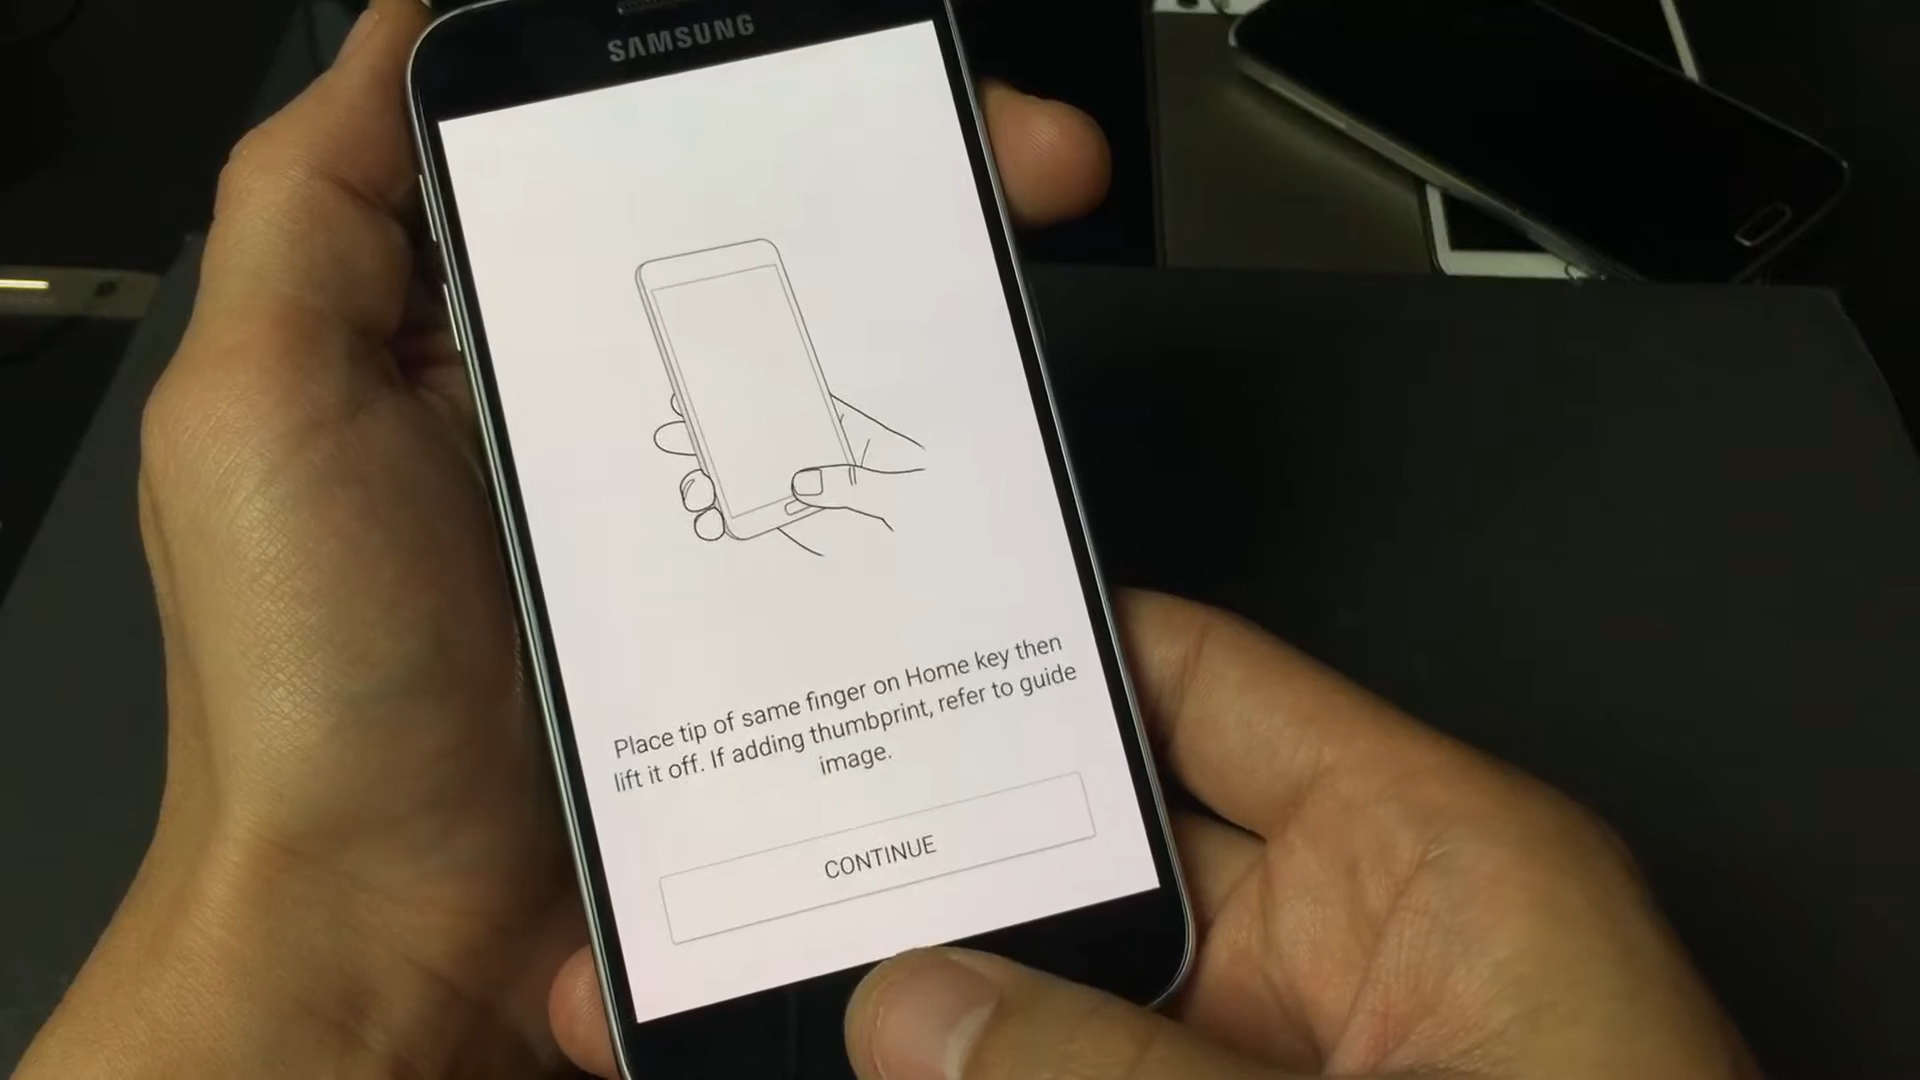 SAMSUNG
Place tip of same finger on Home key then
lift it off. If adding thumbprint, refer to guide
image.
CONTINUE